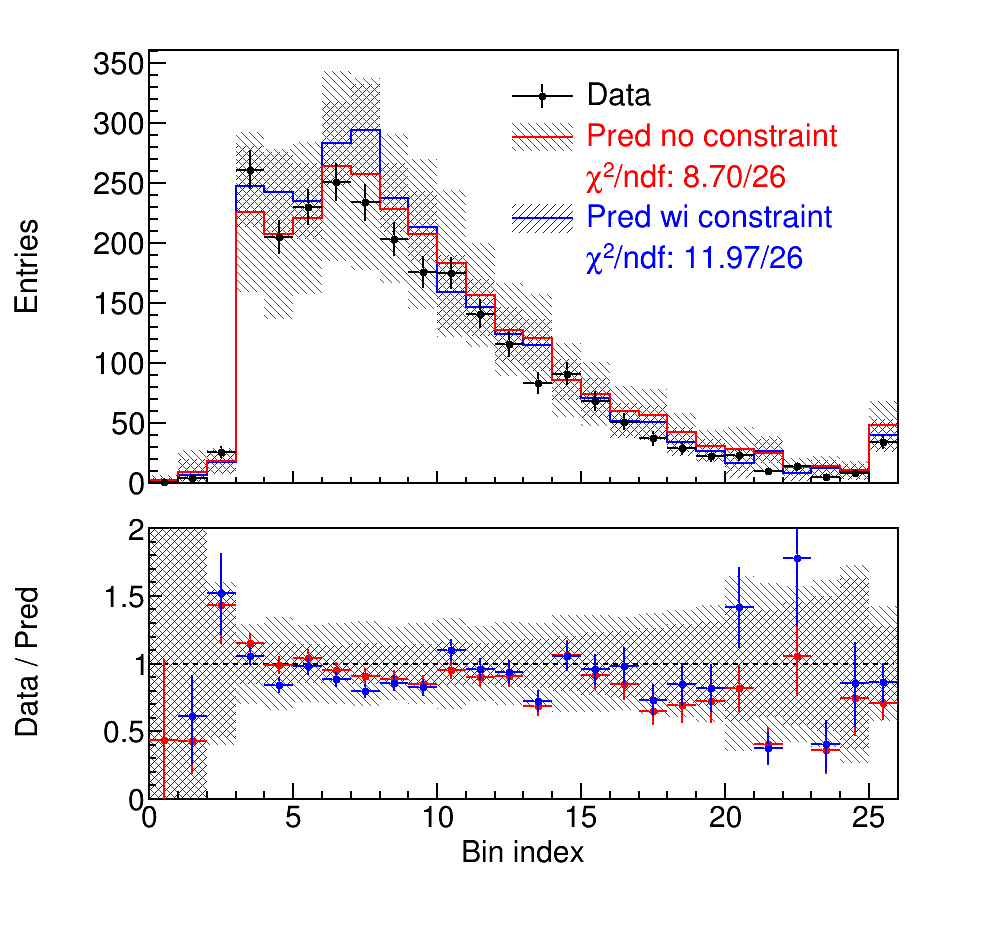 350
300
250
200
150
100
50
0
Entries
Data
Pred no constraint
χ²/ndf: 8.70/26
Pred wi constraint
χ²/ndf: 11.97/26
2
1.5
1
0.5
0
Data / Pred
0 5 10 15 20 25
Bin index